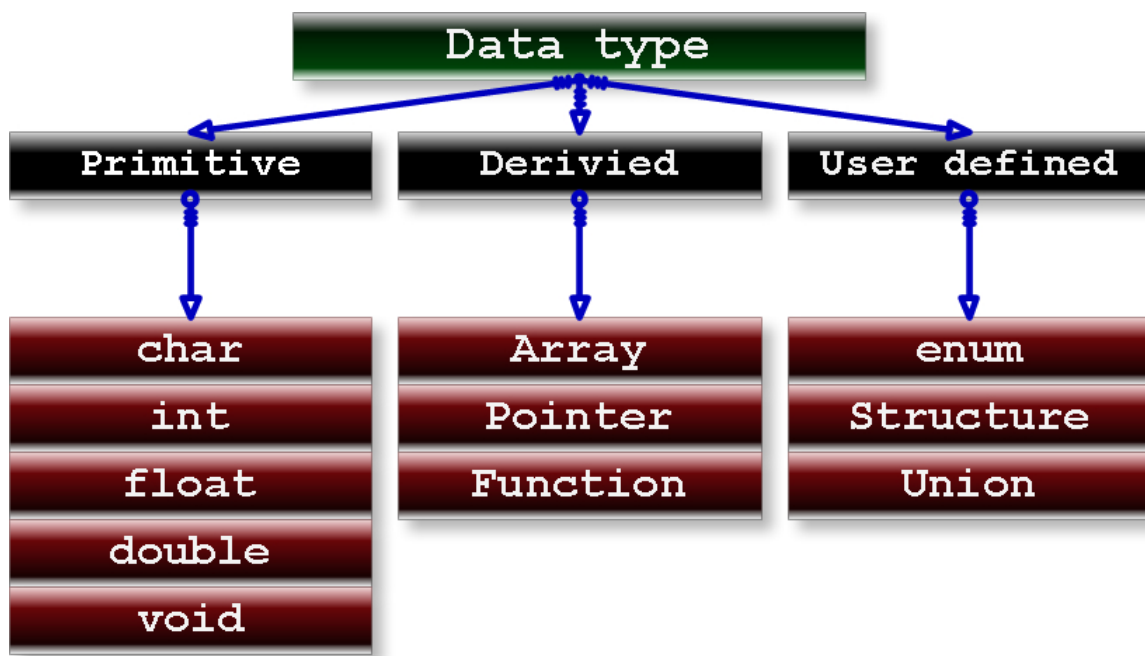 Data type
Primitive
Derivied
User defined
char
Array
enum
int
Pointer
Structure
float
Function
Union
double
void